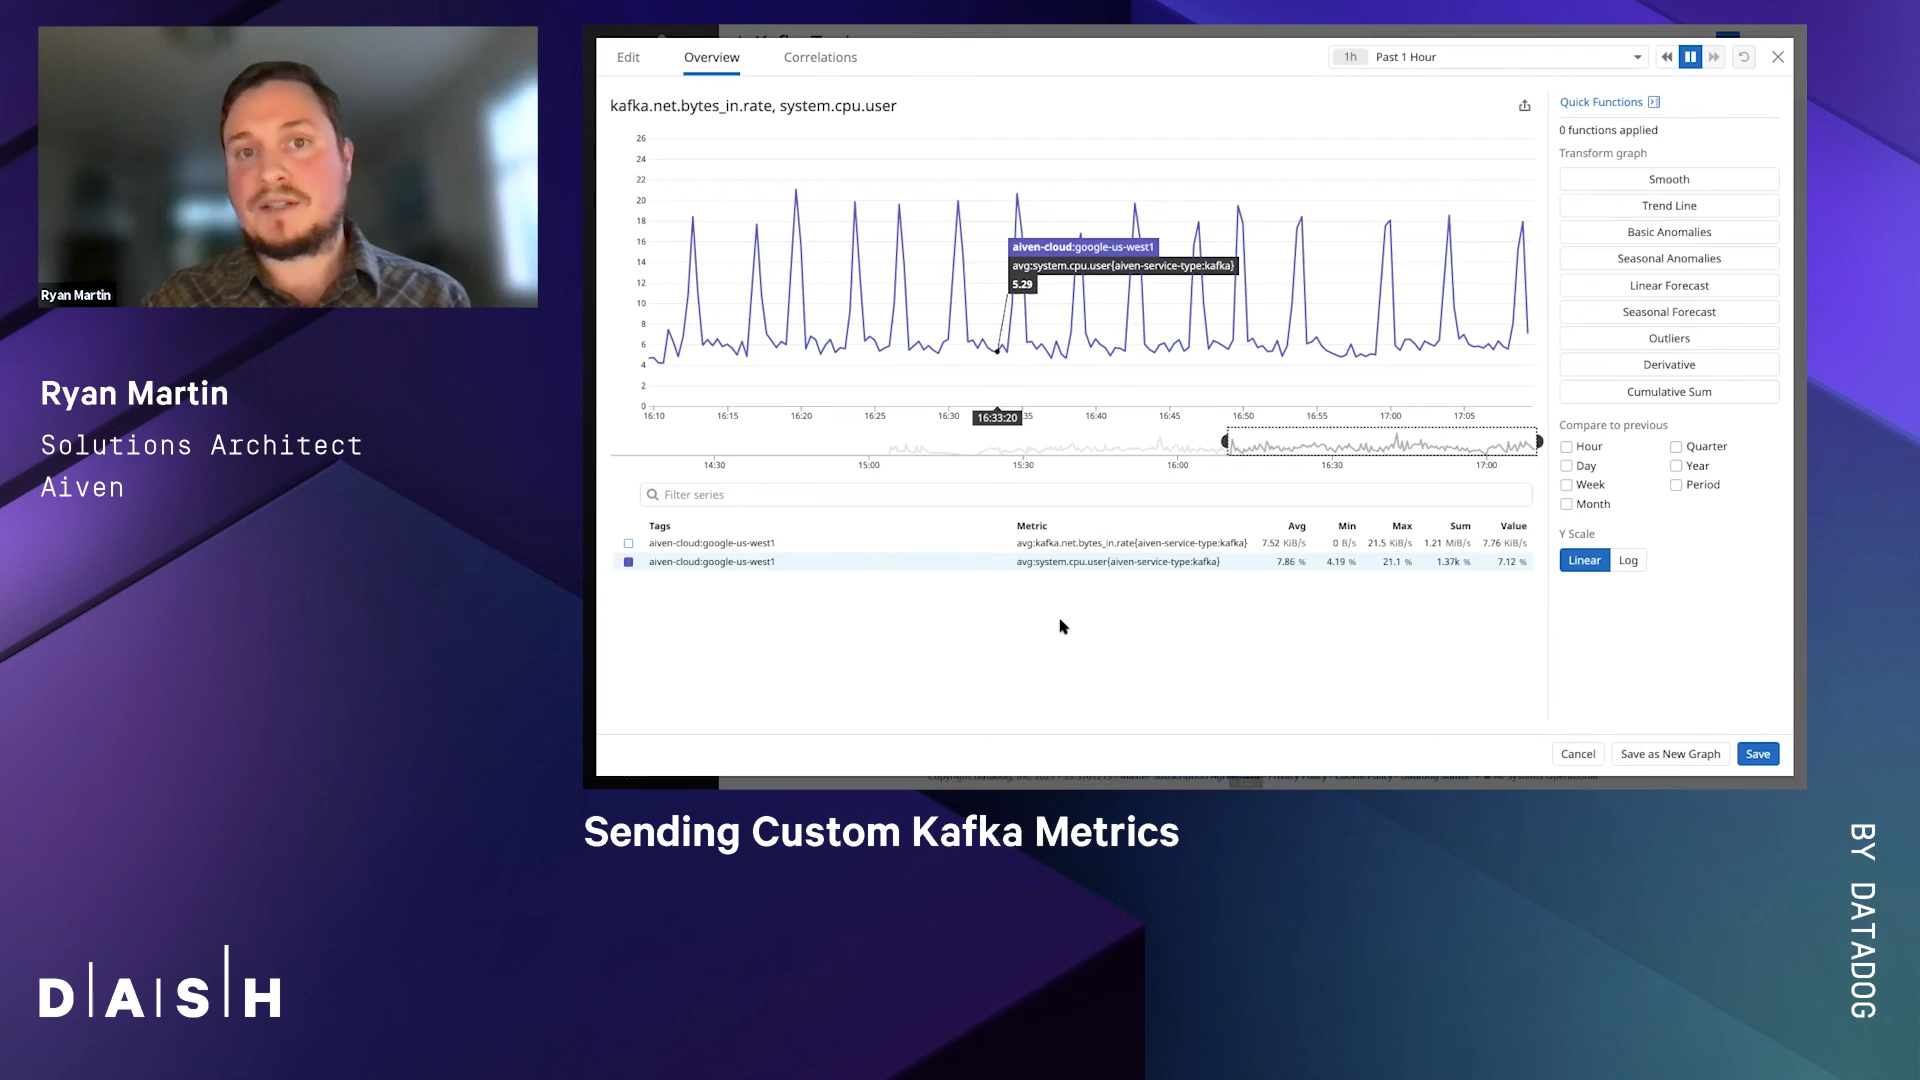 Ryan Martin
Ryan Martin
Solutions Architect
Aiven
Edit
Overview
Correlations
1h Past 1 Hour
kafka.net.bytes_in.rate, system.cpu.user
26
24
22
20
18
16
14
12
10
8
6
4
2
0
aiven-cloud:google-us-west1
avg:system.cpu.user{aiven-service-type:kafka}
5.29
16:10 16:15 16:20 16:25 16:30 16:33:20 35 16:40 16:45 16:50 16:55 17:00 17:05
14:30 15:00 15:30 16:00 16:30 17:00
Filter series
Tags Metric Avg Min Max Sum Value
aiven-cloud:google-us-west1 avg:kafka.net.bytes_in.rate{aiven-service-type:kafka} 7.52 KiB/s 0 B/s 21.5 KiB/s 1.21 MiB/s 7.76 KiB/s
aiven-cloud:google-us-west1 avg:system.cpu.user{aiven-service-type:kafka} 7.86 % 4.19 % 21.1 % 1.37k % 7.12 %
Quick Functions
0 functions applied
Transform graph
Smooth
Trend Line
Basic Anomalies
Seasonal Anomalies
Linear Forecast
Seasonal Forecast
Outliers
Derivative
Cumulative Sum
Compare to previous
Hour Quarter
Day Year
Week Period
Month
Y Scale
Linear Log
Cancel Save as New Graph Save
Sending Custom Kafka Metrics
DASH
BY DATADOG